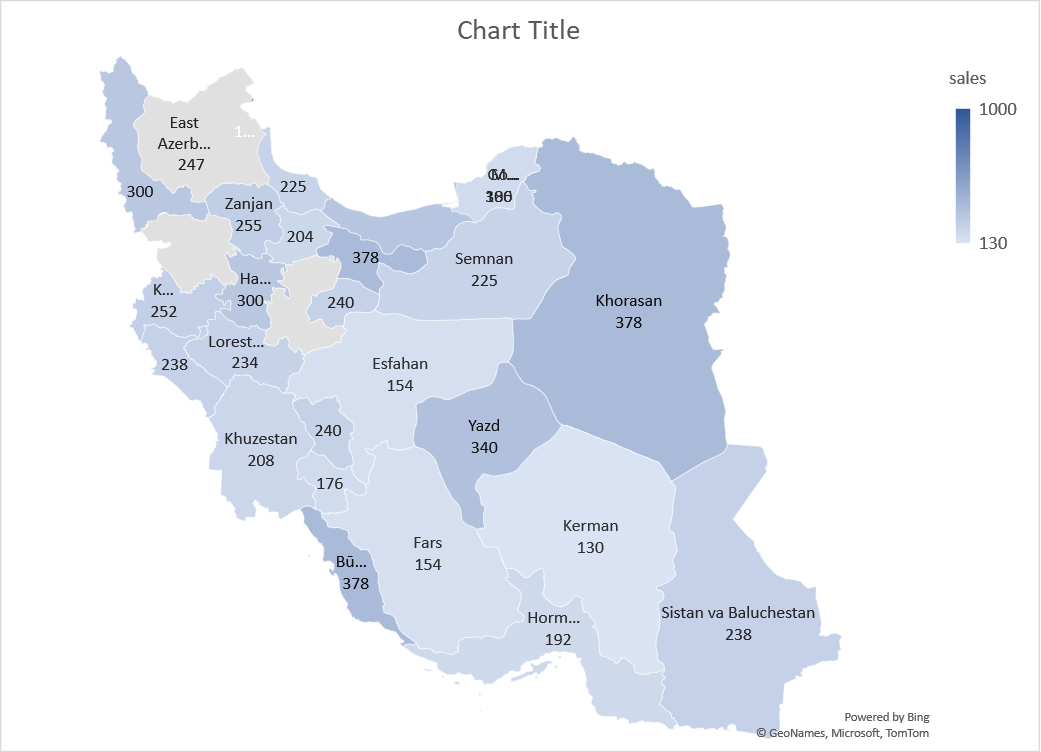 Chart Title
sales
1000
130
East
Azerb...
247
1...
300
Zanjan
255
225
204
378
Semnan
225
Khorasan
378
K...
252
Ha...
300
240
Lorest...
234
238
Esfahan
154
Yazd
340
Khuzestan
208
240
176
Kerman
130
Fars
154
Bū...
378
Horm...
192
Sistan va Baluchestan
238
Powered by Bing
© GeoNames, Microsoft, TomTom